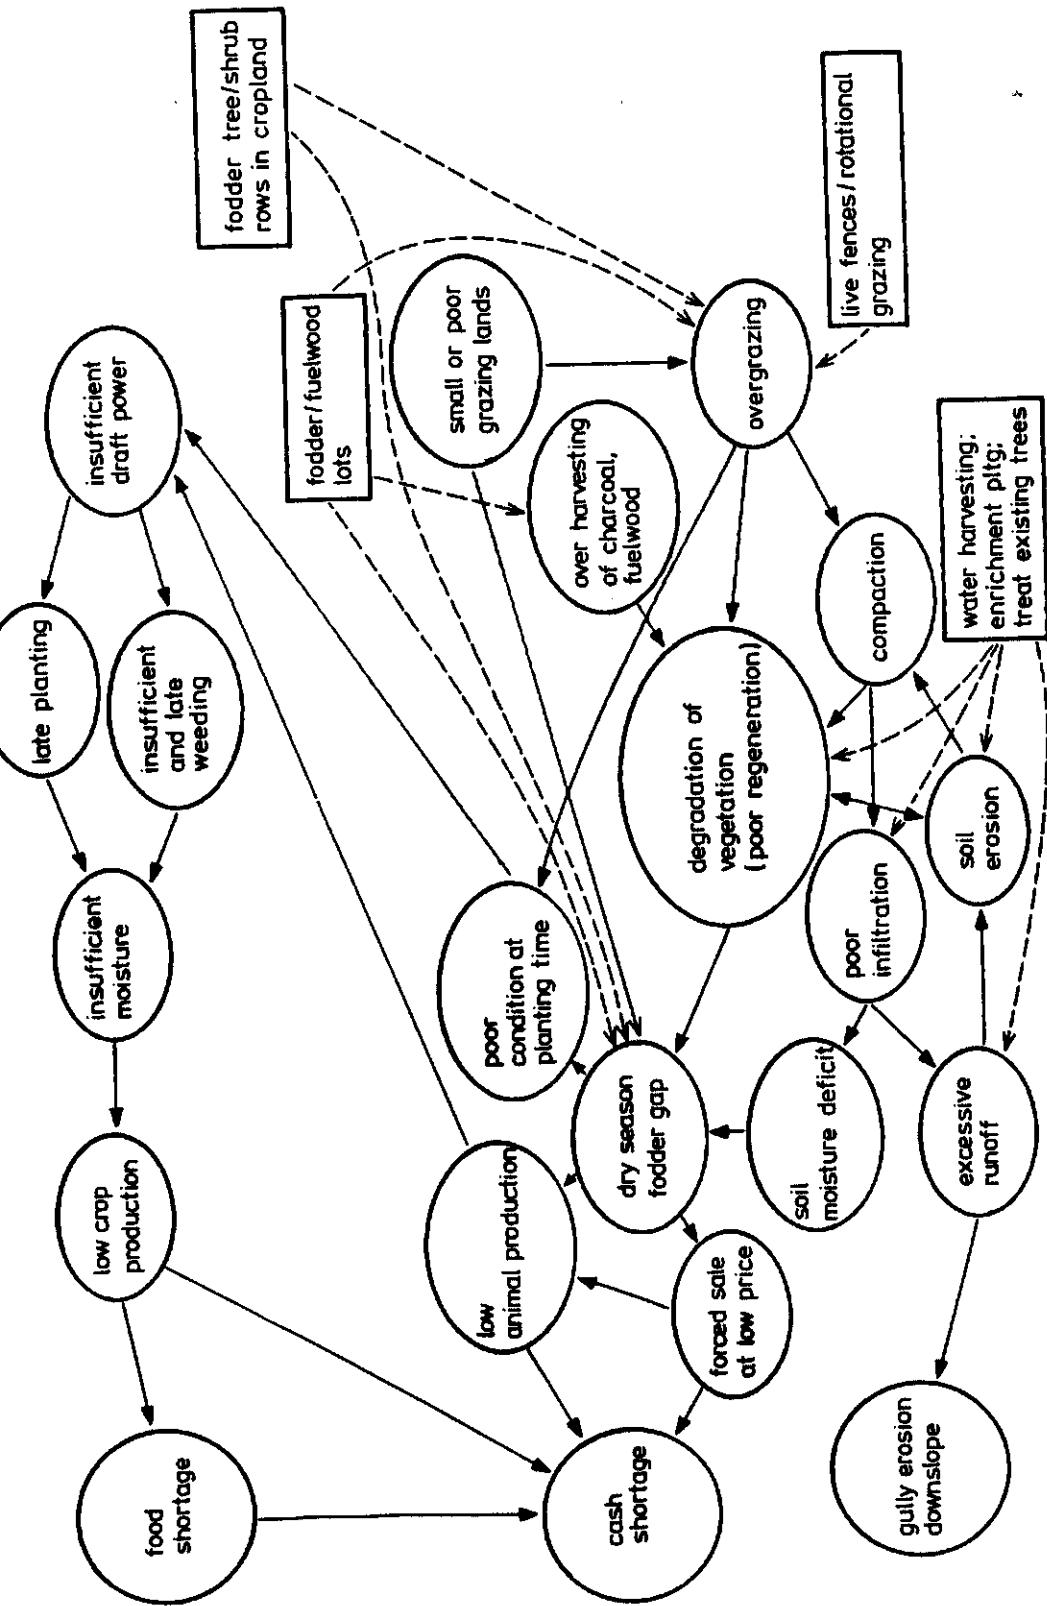 food
shortage
low crop
production
insufficient
moisture
late planting
insufficient
and late
weeding
insufficient
draft power
fodder tree/shrub
rows in cropland
cash
shortage
low
animal production
poor
condition at
planting time
fodder/fuelwood
lots
small or poor
grazing lands
over harvesting
of charcoal,
fuelwood
forced sale
at low price
dry season
fodder gap
degradation of
vegetation
(poor regeneration)
overgrazing
soil
moisture deficit
poor
infiltration
compaction
live fences/rotational
grazing
gully erosion
downslope
excessive
runoff
soil
erosion
water harvesting;
enrichment pltg;
treat existing trees